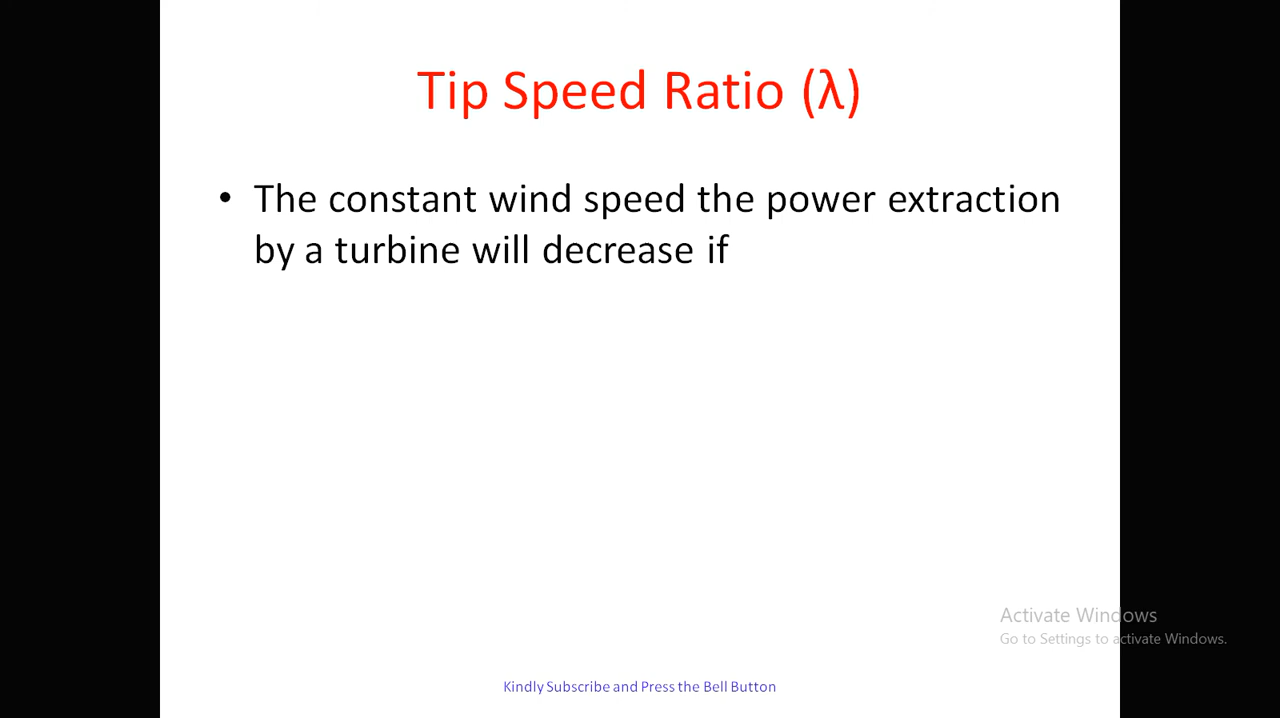 Tip Speed Ratio (λ)
• The constant wind speed the power extraction
by a turbine will decrease if
Activate Windows
Go to Settings to activate Windows.
Kindly Subscribe and Press the Bell Button